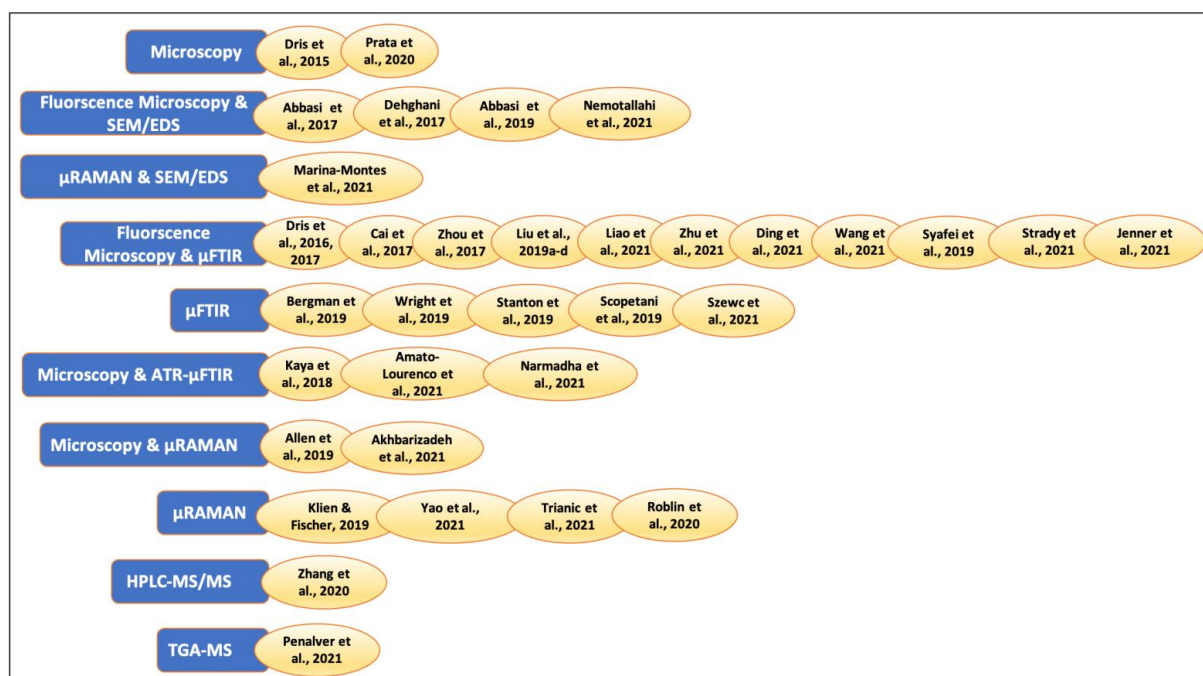 Microscopy
Dris et
al., 2015
Prata et
al., 2020
Fluorscence Microscopy &
SEM/EDS
Abbasi et
al., 2017
Dehghani
et al., 2017
Abbasi et
al., 2019
Nemotallahi
et al., 2021
µRAMAN & SEM/EDS
Marina-Montes
et al., 2021
Fluorscence
Microscopy & µFTIR
Dris et
al., 2016,
2017
Cai et
al., 2017
Zhou et
al., 2017
Liu et al.,
2019a-d
Liao et
al., 2021
Zhu et
al., 2021
Ding et
al., 2021
Wang et
al., 2021
Syafei et
al., 2019
Strady et
al., 2021
Jenner et
al., 2021
µFTIR
Bergman et
al., 2019
Wright et
al., 2019
Stanton et
al., 2019
Scopetani
et al., 2019
Szewc et
al., 2021
Microscopy & ATR-µFTIR
Kaya et
al., 2018
Amato-
Lourenco et
al., 2021
Narmadha et
al., 2021
Microscopy & µRAMAN
Allen et
al., 2019
Akhbarizadeh
et al., 2021
µRAMAN
Klien &
Fischer, 2019
Yao et al.,
2021
Trianic et
al., 2021
Roblin et
al., 2020
HPLC-MS/MS
Zhang et
al., 2020
TGA-MS
Penalver et
al., 2021